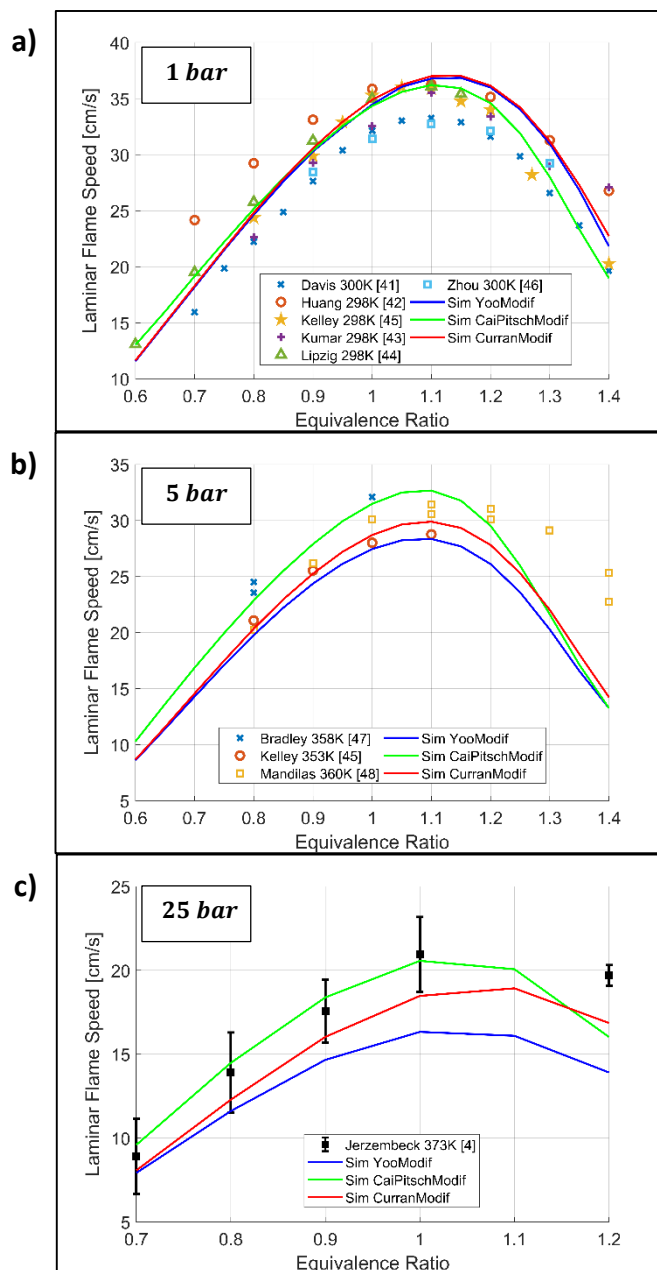 a)
1 bar
Laminar Flame Speed [cm/s]
40
35
30
25
20
15
10
Davis 300K [41]
Huang 298K [42]
Kelley 298K [45]
Kumar 298K [43]
Lipzig 298K [44]
Zhou 300K [46]
Sim YooModif
Sim CaiPitschModif
Sim CurranModif
0.6 0.7 0.8 0.9 1 1.1 1.2 1.3 1.4
Equivalence Ratio
b)
5 bar
Laminar Flame Speed [cm/s]
35
30
25
20
15
10
5
Bradley 358K [47]
Kelley 353K [45]
Mandilas 360K [48]
Sim YooModif
Sim CaiPitschModif
Sim CurranModif
0.6 0.7 0.8 0.9 1 1.1 1.2 1.3 1.4
Equivalence Ratio
c)
25 bar
Laminar Flame Speed [cm/s]
25
20
15
10
5
Jerzembeck 373K [4]
Sim YooModif
Sim CaiPitschModif
Sim CurranModif
0.7 0.8 0.9 1 1.1 1.2
Equivalence Ratio